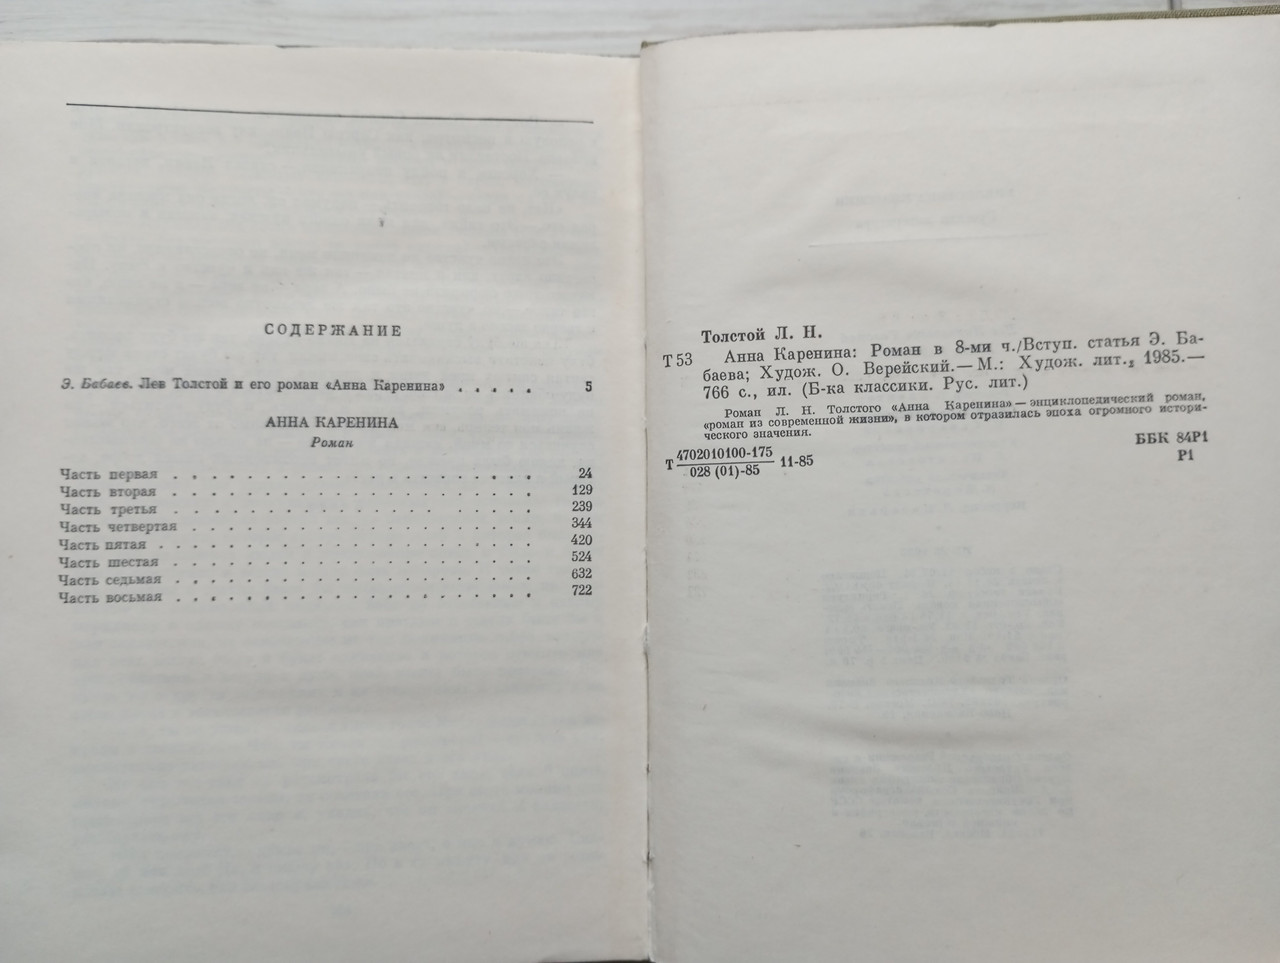 СОДЕРЖАНИЕ
Э. Бабаев. Лев Толстой и его роман «Анна Каренина» . . . . . 5
АННА КАРЕНИНА
Роман
Часть первая . . . . . . . . . . . . . . . . . . . . 24
Часть вторая . . . . . . . . . . . . . . . . . . . . 129
Часть третья . . . . . . . . . . . . . . . . . . . . 239
Часть четвертая . . . . . . . . . . . . . . . . . . . 344
Часть пятая . . . . . . . . . . . . . . . . . . . . . 420
Часть шестая . . . . . . . . . . . . . . . . . . . . 524
Часть седьмая . . . . . . . . . . . . . . . . . . . . 632
Часть восьмая . . . . . . . . . . . . . . . . . . . . 722
Толстой Л. Н.
Т 53 Анна Каренина: Роман в 8-ми ч./Вступ. статья Э. Ба-
баева; Худож. О. Верейский.— М.: Худож. лит., 1985.—
766 с., ил. (Б-ка классики. Рус. лит.)
Роман Л. Н. Толстого «Анна Каренина» — энциклопедический роман,
«роман из современной жизни», в котором отразилась эпоха огромного истори-
ческого значения.
Т 4702010100-175 11-85
028 (01)-85
ББК 84Р1
Р1